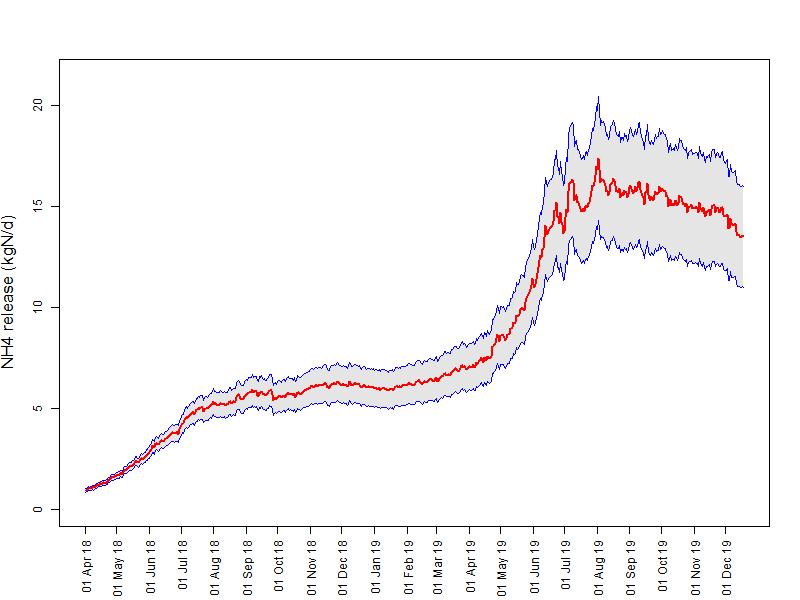 NH4 release (kgN/d)
20
15
10
5
0
01 Apr 18
01 May 18
01 Jun 18
01 Jul 18
01 Aug 18
01 Sep 18
01 Oct 18
01 Nov 18
01 Dec 18
01 Jan 19
01 Feb 19
01 Mar 19
01 Apr 19
01 May 19
01 Jun 19
01 Jul 19
01 Aug 19
01 Sep 19
01 Oct 19
01 Nov 19
01 Dec 19